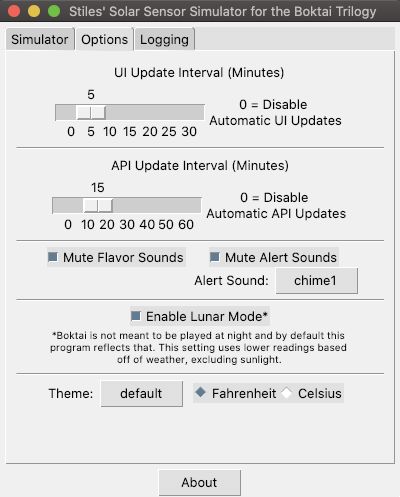 Stiles' Solar Sensor Simulator for the Boktai Trilogy
Simulator Options Logging
UI Update Interval (Minutes)
5
0 = Disable
Automatic UI Updates
0 5 10 15 20 25 30
API Update Interval (Minutes)
15
0 = Disable
Automatic API Updates
0 10 20 30 40 50 60
Mute Flavor Sounds Mute Alert Sounds
Alert Sound: chime1
Enable Lunar Mode*
*Boktai is not meant to be played at night and by default this
program reflects that. This setting uses lower readings based
off of weather, excluding sunlight.
Theme: default Fahrenheit Celsius
About